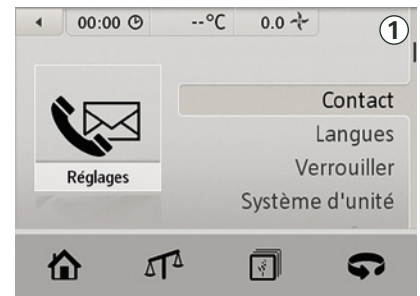 00:00 --°C 0.0 ①
Contact
Langues
Verrouiller
Réglages
Système d'unité